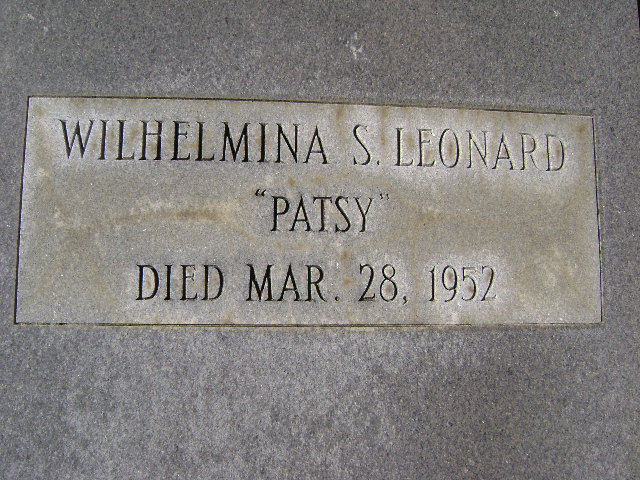 WILHELMINA S. LEONARD
"PATSY"
DIED MAR. 28, 1952